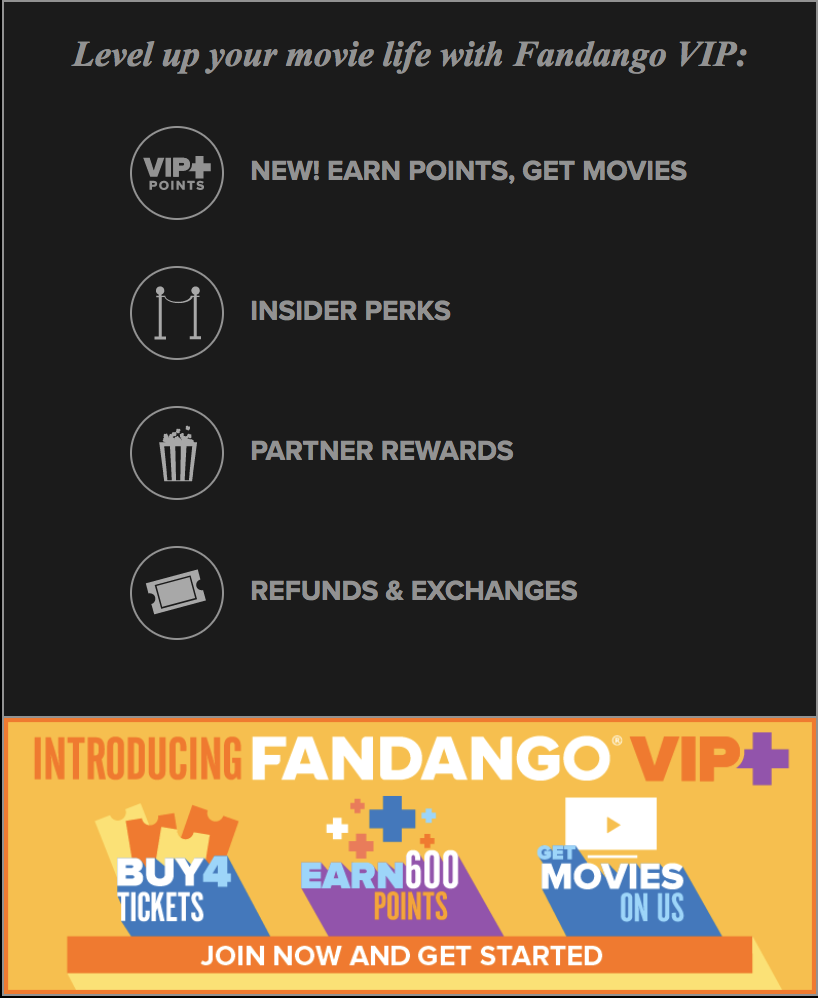 Level up your movie life with Fandango VIP:
VIP+
POINTS
NEW! EARN POINTS, GET MOVIES
INSIDER PERKS
PARTNER REWARDS
REFUNDS & EXCHANGES
INTRODUCING FANDANGO® VIP+
BUY 4
TICKETS
EARN 600
POINTS
GET
MOVIES
ON US
JOIN NOW AND GET STARTED